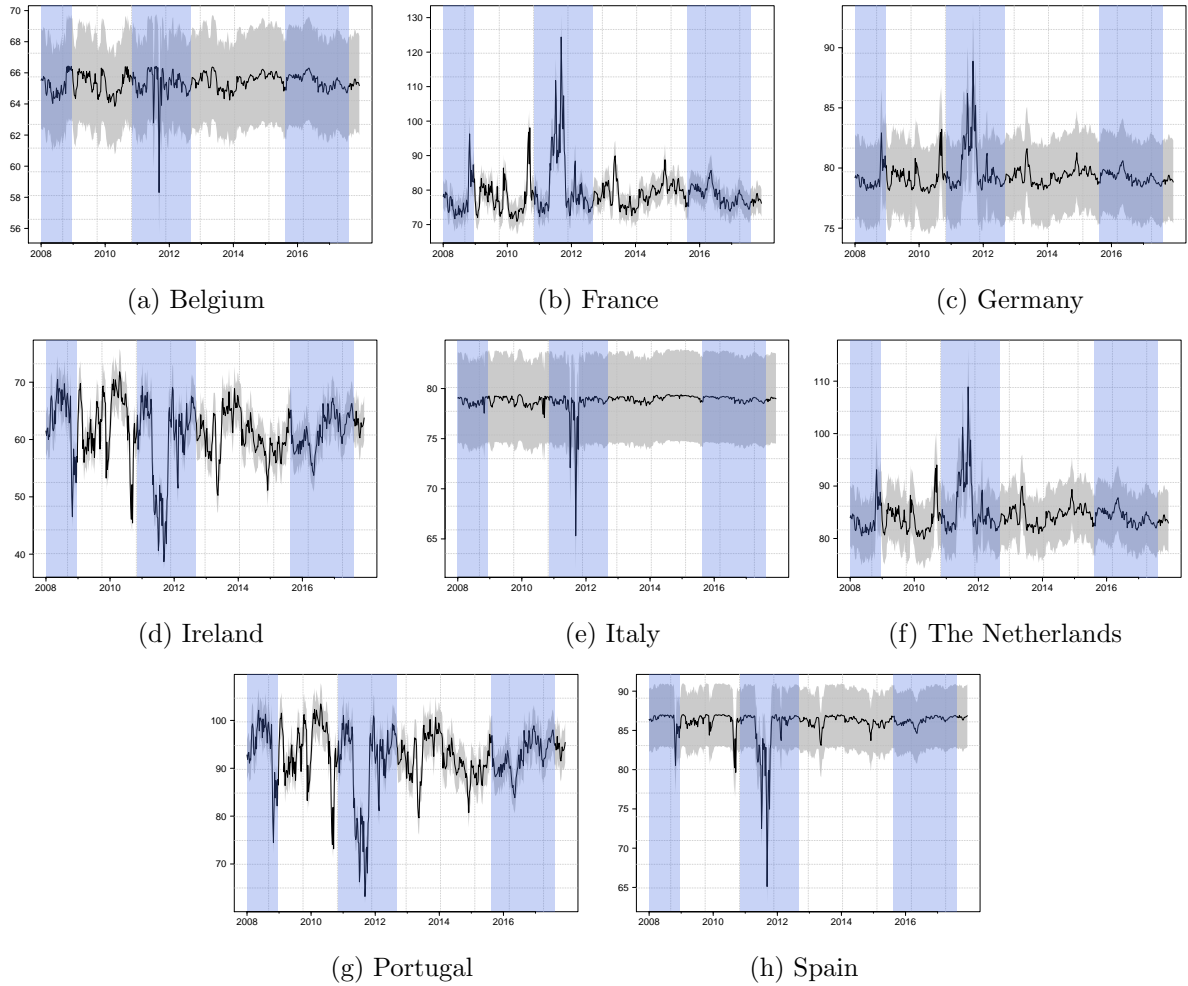 70
68
66
64
62
60
58
56
2008 2010 2012 2014 2016
(a) Belgium
130
120
110
100
90
80
70
2008 2010 2012 2014 2016
(b) France
90
85
80
75
2008 2010 2012 2014 2016
(c) Germany
70
60
50
40
2008 2010 2012 2014 2016
(d) Ireland
80
75
70
65
2008 2010 2012 2014 2016
(e) Italy
110
100
90
80
2008 2010 2012 2014 2016
(f) The Netherlands
100
90
80
70
2008 2010 2012 2014 2016
(g) Portugal
90
85
80
75
70
65
2008 2010 2012 2014 2016
(h) Spain